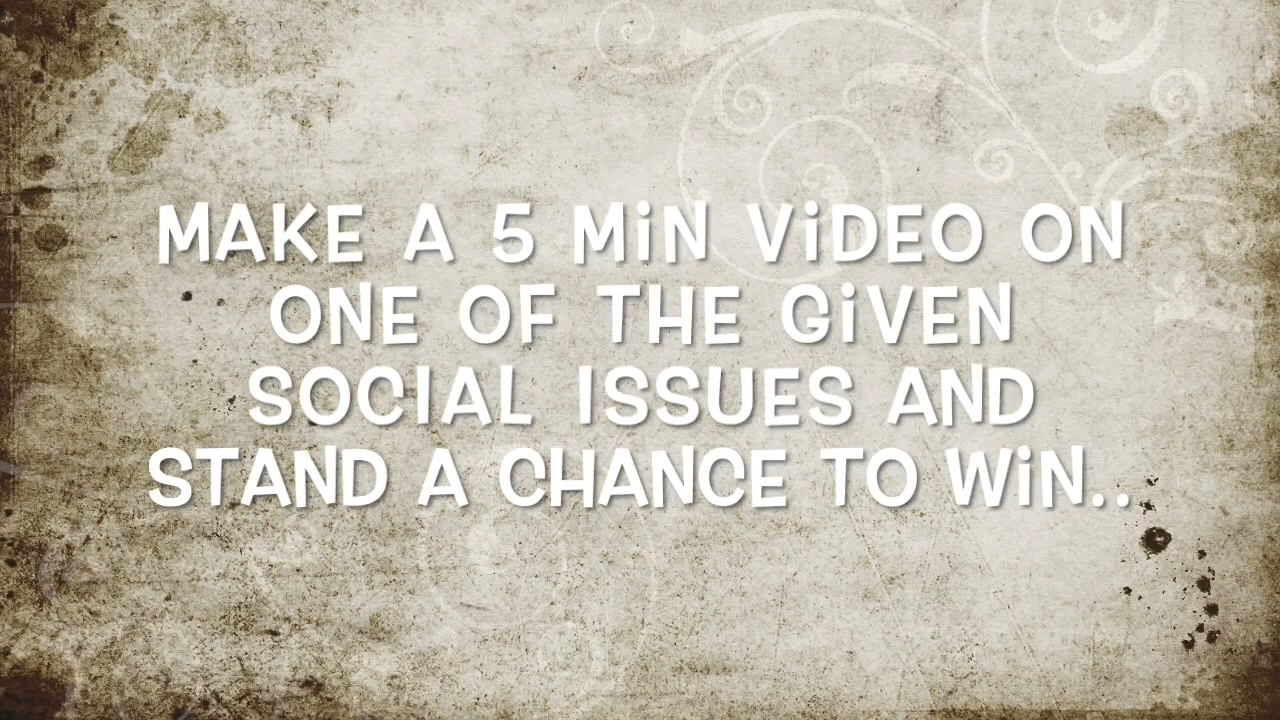 MAKE A 5 MiN ViDEO ON
ONE OF THE GiVEN
SOCIAL ISSUES AND
STAND A CHANCE TO WiN..